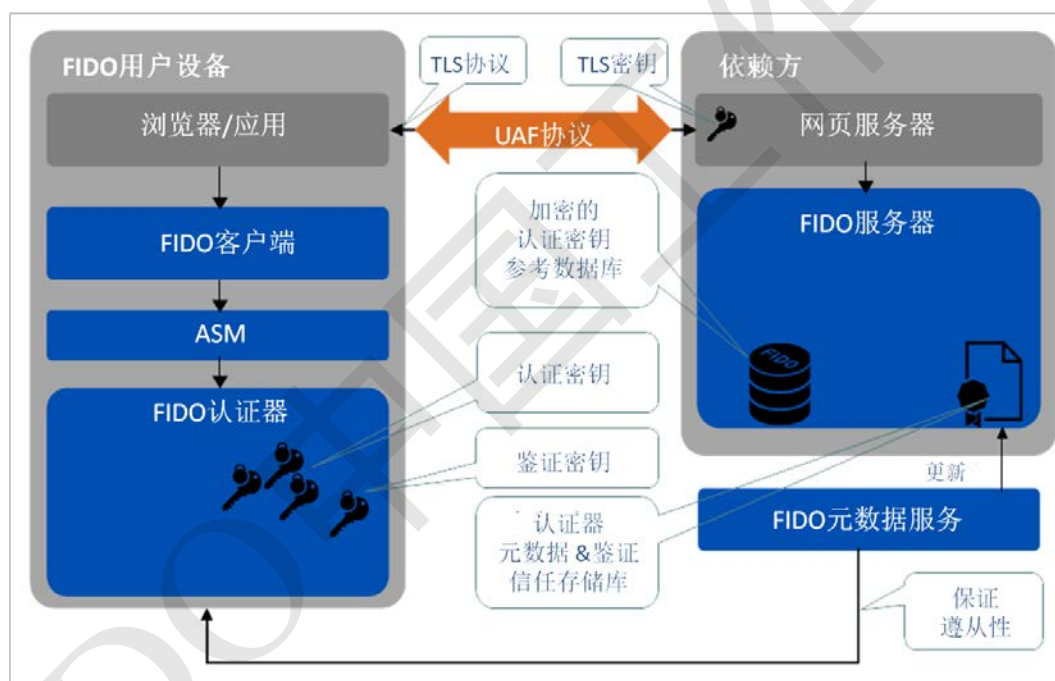 FIDO用户设备
浏览器/应用
FIDO客户端
ASM
FIDO认证器
TLS协议
TLS密钥
UAF协议
加密的
认证密钥
参考数据库
认证密钥
鉴证密钥
认证器
元数据 &鉴证
信任存储库
依赖方
网页服务器
FIDO服务器
FIDO
更新
FIDO元数据服务
保证
遵从性